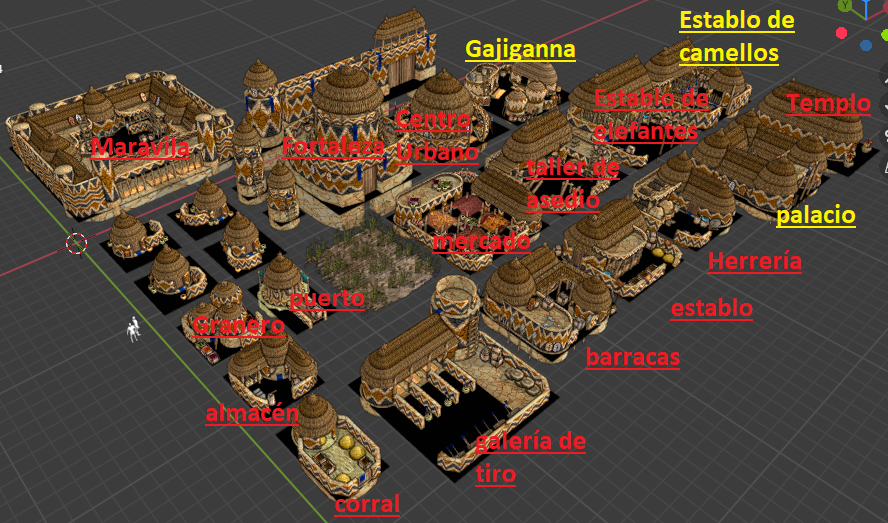 Establo de
camellos
Gajiganna
Establo de
elefantes
Templo
Centro
Urbano
Maravila
Fortaleza
taller de
asedio
palacio
mercado
Herrería
puerto
establo
Granero
barracas
almacén
galería de
tiro
corral
Y